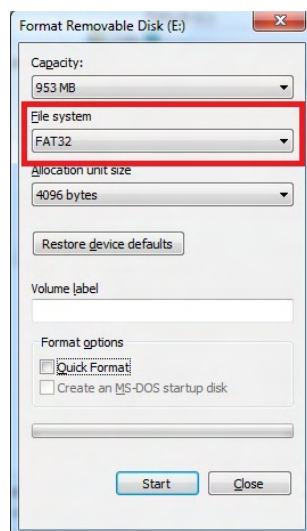 Format Removable Disk (E:)
Capacity:
953 MB
File system
FAT32
Allocation unit size
4096 bytes
Restore device defaults
Volume label
Format options
Quick Format
Create an MS-DOS startup disk
Start
Close